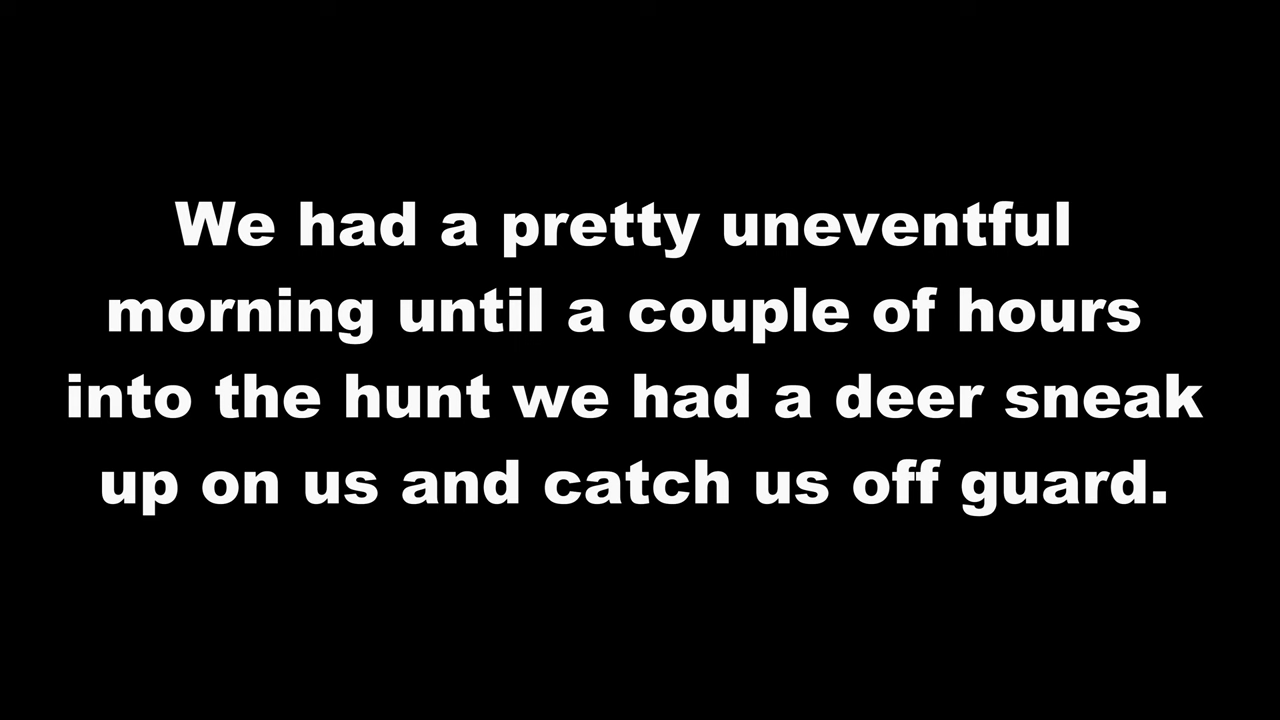 We had a pretty uneventful
morning until a couple of hours
into the hunt we had a deer sneak
up on us and catch us off guard.